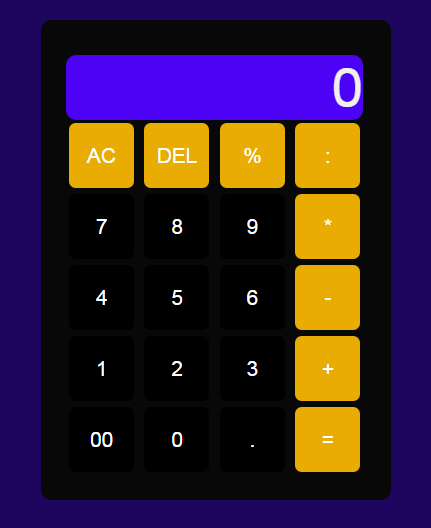 0
AC DEL % :
7 8 9 *
4 5 6 -
1 2 3 +
00 0 . =